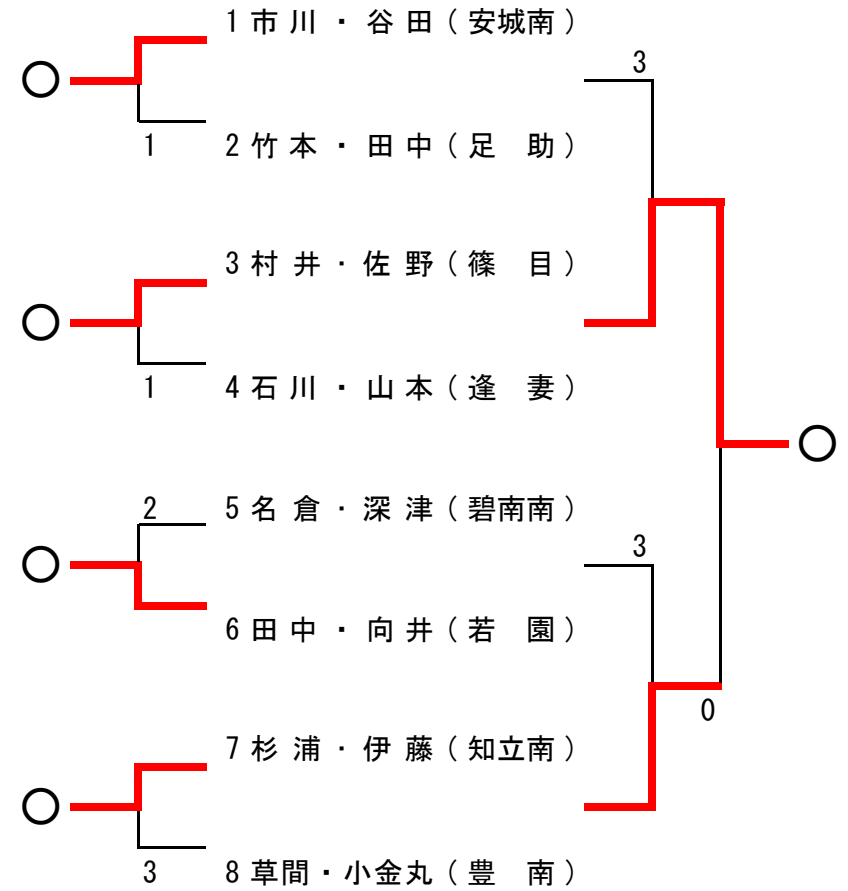 1 市川・谷田（安城南）
3
1
2 竹本・田中（足　助）
3 村井・佐野（篠　目）
1
4 石川・山本（逢　妻）
2
5 名倉・深津（碧南南）
3
6 田中・向井（若　園）
0
7 杉浦・伊藤（知立南）
3
8 草間・小金丸（豊　南）